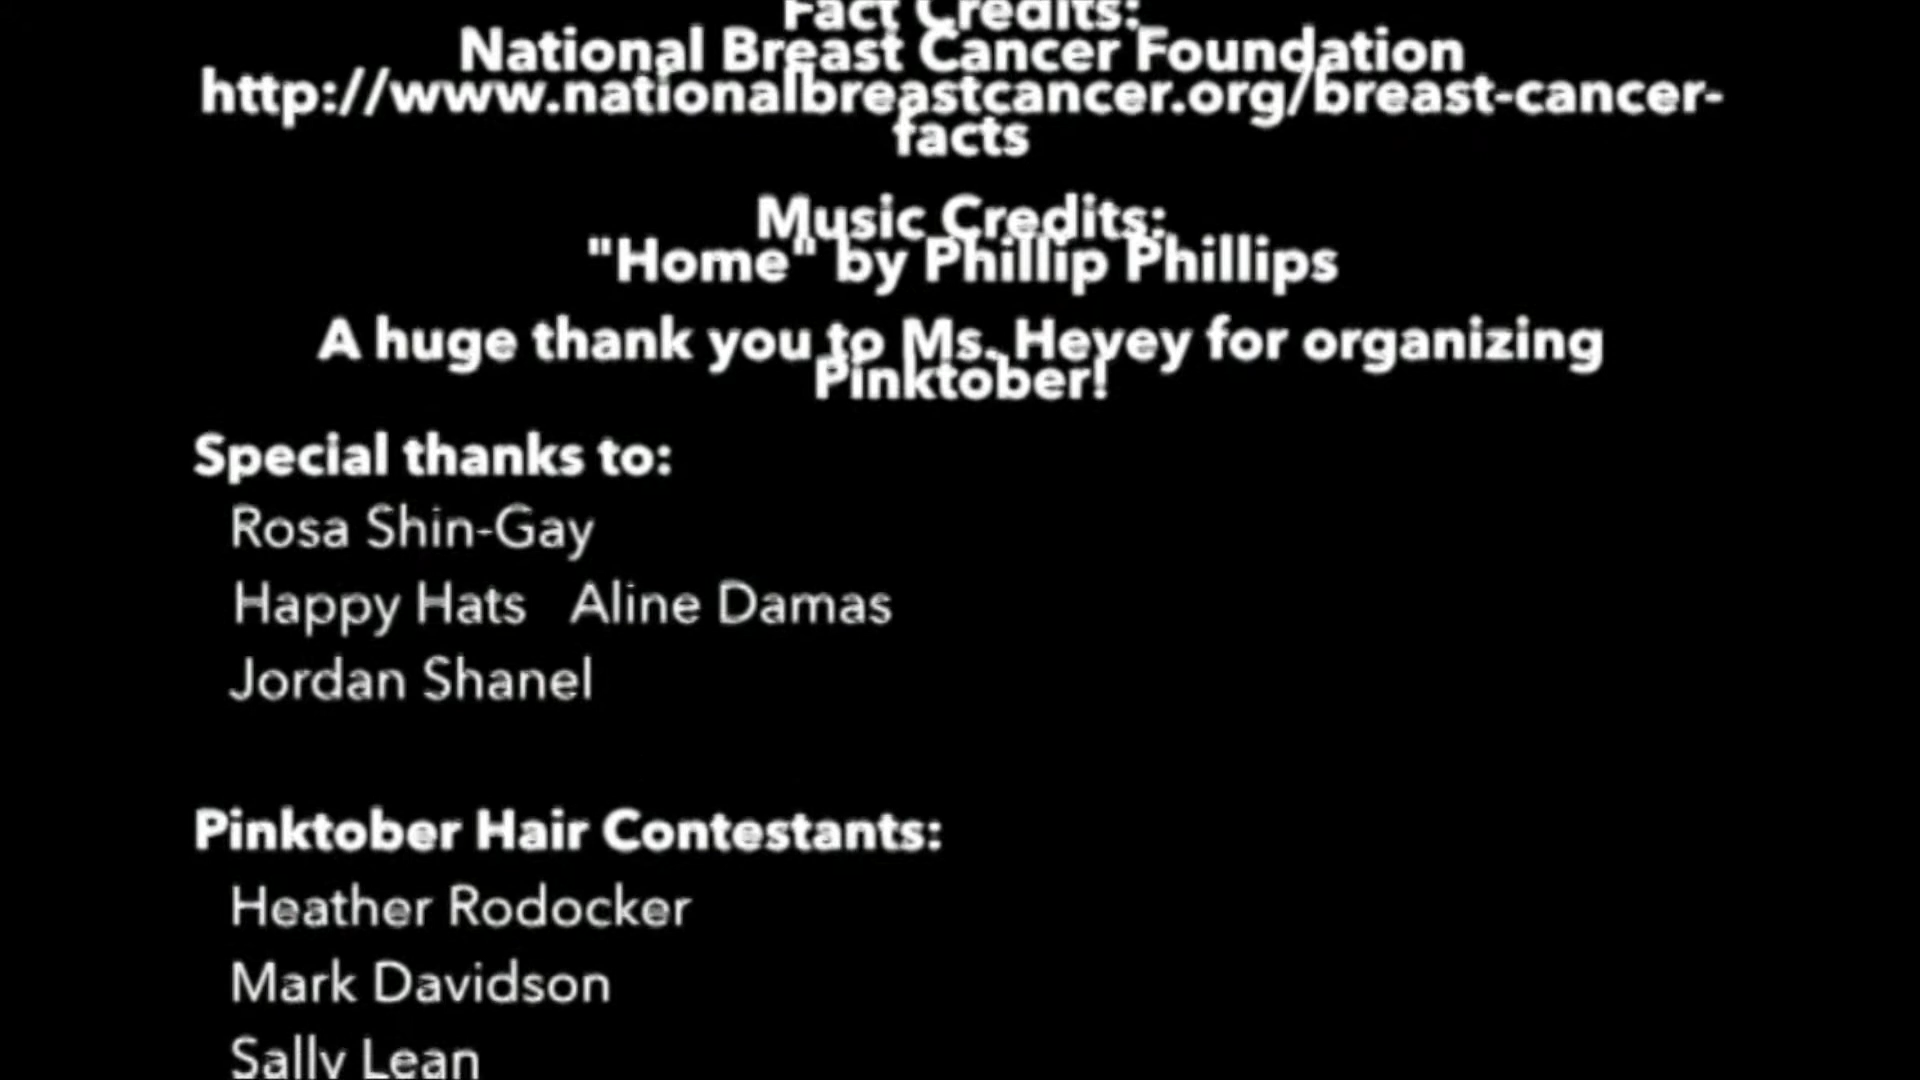 Fact Credits:
National Breast Cancer Foundation
http://www.nationalbreastcancer.org/breast-cancer-
facts
Music Credits:
"Home" by Phillip Phillips
A huge thank you to Ms. Hevey for organizing
Pinktober!
Special thanks to:
Rosa Shin-Gay
Happy Hats   Aline Damas
Jordan Shanel
Pinktober Hair Contestants:
Heather Rodocker
Mark Davidson
Sally Lean